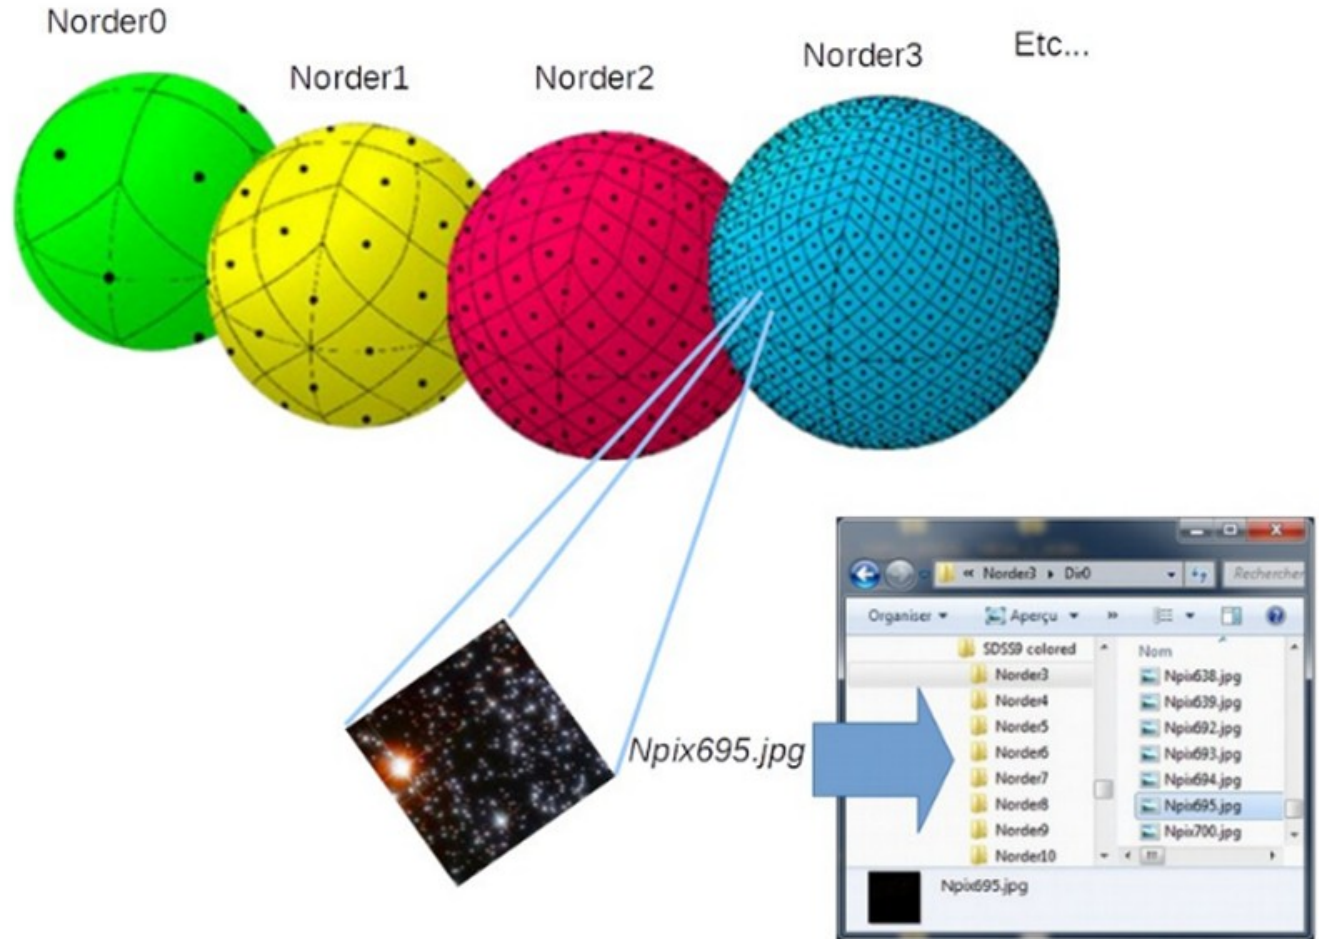 Norder0
Norder1
Norder2
Norder3
Etc...
Npix695.jpg
« Norder3 Dir0
Rechercher
Organiser
Aperçu
»
SDSS9 colored
Norder3
Norder4
Norder5
Norder6
Norder7
Norder8
Norder9
Norder10
Nom
Npix638.jpg
Npix639.jpg
Npix692.jpg
Npix693.jpg
Npix694.jpg
Npix695.jpg
Npix700.jpg
Npix695.jpg